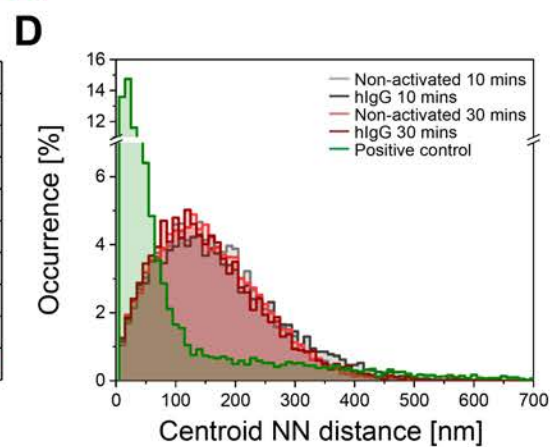 D
16
14
12
6
4
2
0
Occurrence [%]
Non-activated 10 mins
hIgG 10 mins
Non-activated 30 mins
hIgG 30 mins
Positive control
0 100 200 300 400 500 600 700
Centroid NN distance [nm]